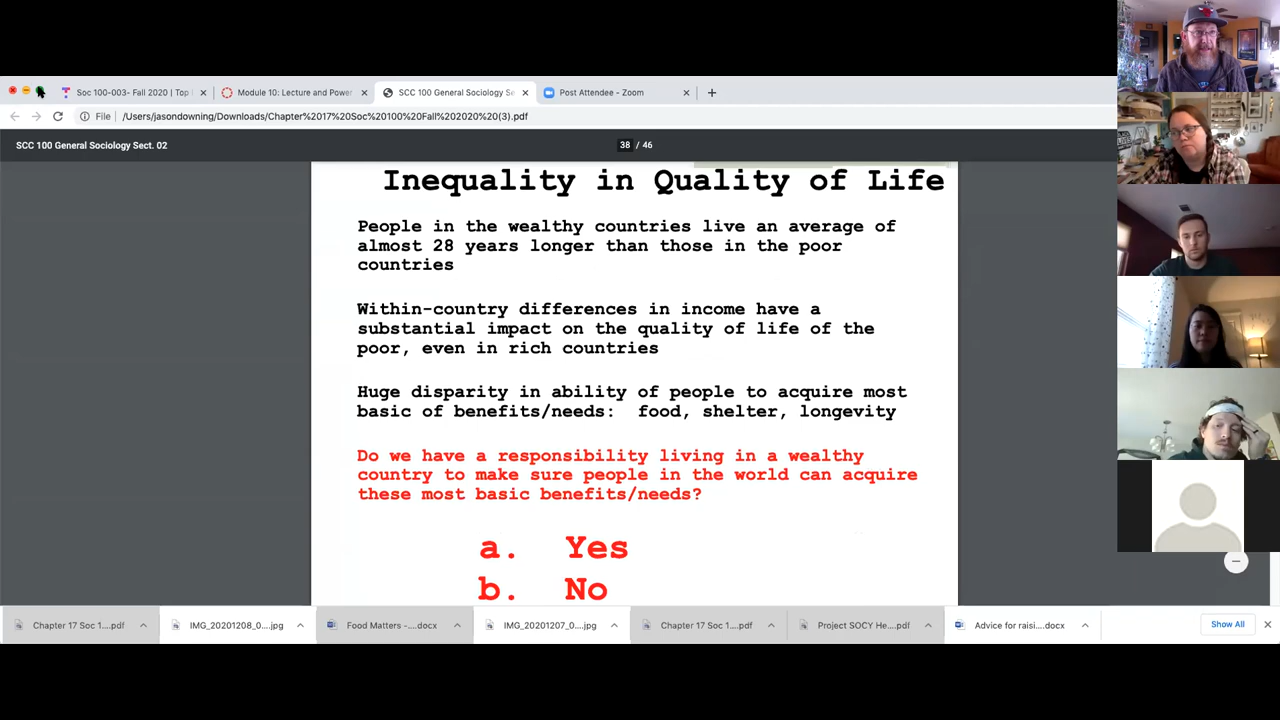 Soc 100-003- Fall 2020 | Top
Module 10: Lecture and Power
SCC 100 General Sociology Se
Post Attendee - Zoom
File
/Users/jasondowning/Downloads/Chapter%2017%20Soc%20100%20Fall%202020%20(3).pdf
SCC 100 General Sociology Sect. 02
38 / 46
Inequality in Quality of Life
People in the wealthy countries live an average of
almost 28 years longer than those in the poor
countries
Within-country differences in income have a
substantial impact on the quality of life of the
poor, even in rich countries
Huge disparity in ability of people to acquire most
basic of benefits/needs: food, shelter, longevity
Do we have a responsibility living in a wealthy
country to make sure people in the world can acquire
these most basic benefits/needs?
a. Yes
b. No
Chapter 17 Soc 1....pdf
IMG_20201208_0....jpg
Food Matters -....docx
IMG_20201207_0....jpg
Chapter 17 Soc 1....pdf
Project SOCY He....pdf
Advice for raisi....docx
Show All